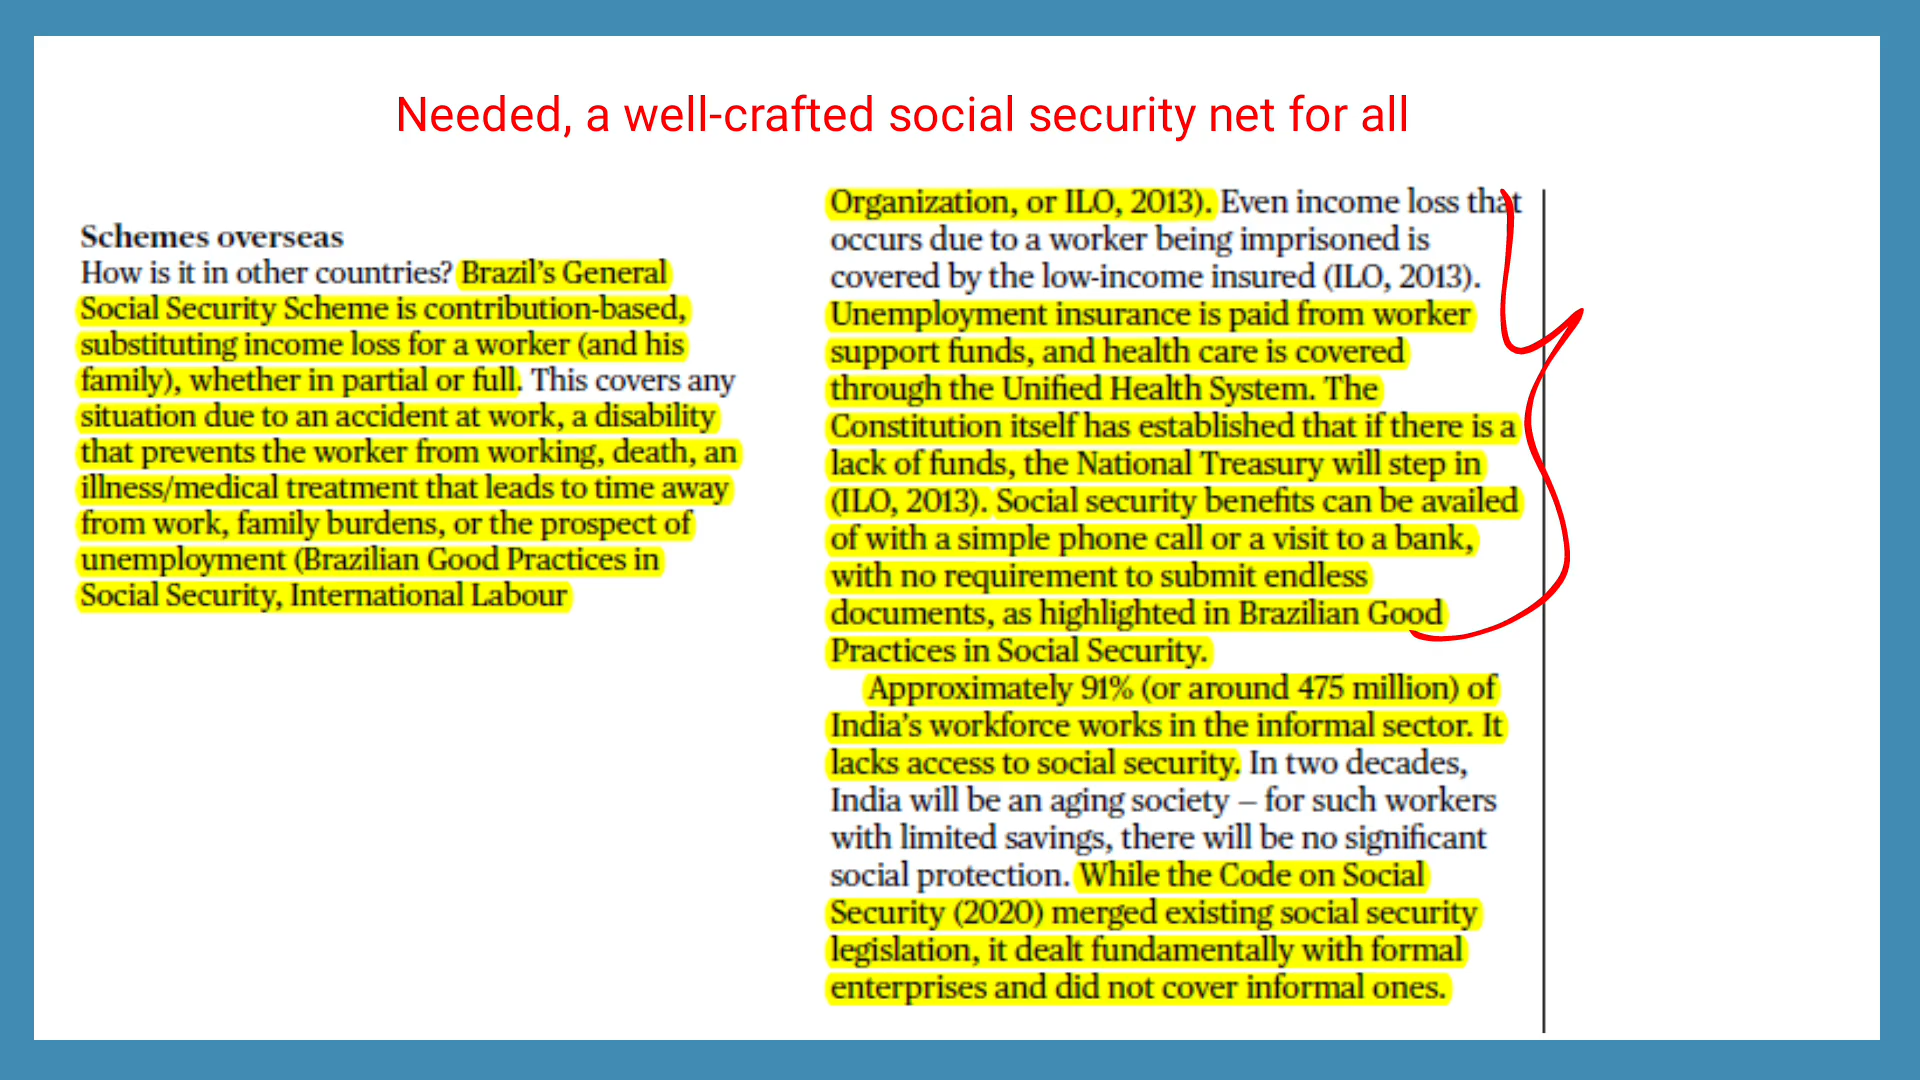 Needed, a well-crafted social security net for all
Schemes overseas
How is it in other countries? Brazil's General
Social Security Scheme is contribution-based,
substituting income loss for a worker (and his
family), whether in partial or full. This covers any
situation due to an accident at work, a disability
that prevents the worker from working, death, an
illness/medical treatment that leads to time away
from work, family burdens, or the prospect of
unemployment (Brazilian Good Practices in
Social Security, International Labour
Organization, or ILO, 2013). Even income loss that
occurs due to a worker being imprisoned is
covered by the low-income insured (ILO, 2013).
Unemployment insurance is paid from worker
support funds, and health care is covered
through the Unified Health System. The
Constitution itself has established that if there is a
lack of funds, the National Treasury will step in
(ILO, 2013). Social security benefits can be availed
of with a simple phone call or a visit to a bank,
with no requirement to submit endless
documents, as highlighted in Brazilian Good
Practices in Social Security.
Approximately 91% (or around 475 million) of
India's workforce works in the informal sector. It
lacks access to social security. In two decades,
India will be an aging society – for such workers
with limited savings, there will be no significant
social protection. While the Code on Social
Security (2020) merged existing social security
legislation, it dealt fundamentally with formal
enterprises and did not cover informal ones.